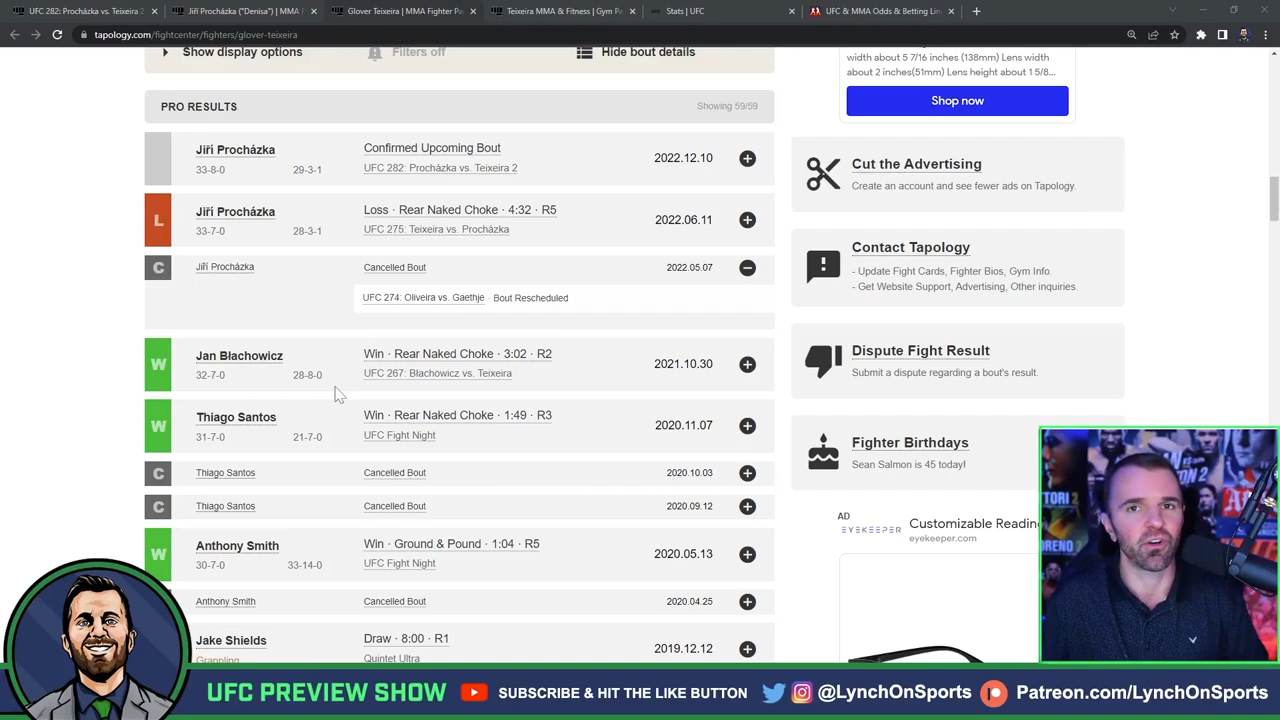 UFC 282: Procházka vs. Teixeira 2
Jiří Procházka ("Denisa") | MMA
Glover Teixeira | MMA Fighter Pa
Teixeira MMA & Fitness | Gym Pa
Stats | UFC
UFC & MMA Odds & Betting Lin
tapology.com/fightcenter/fighters/glover-teixeira
Show display options
Filters off
Hide bout details
width about 5 7/16 inches (138mm) Lens width
about 2 inches(51mm) Lens height about 1 5/8...
Shop now
PRO RESULTS
Showing 59/59
Jiří Procházka
33-8-0
29-3-1
Confirmed Upcoming Bout
UFC 282: Procházka vs. Teixeira 2
2022.12.10
L
Jiří Procházka
33-7-0
28-3-1
Loss · Rear Naked Choke · 4:32 · R5
UFC 275: Teixeira vs. Procházka
2022.06.11
C
Jiří Procházka
Cancelled Bout
2022.05.07
UFC 274: Oliveira vs. Gaethje · Bout Rescheduled
W
Jan Błachowicz
32-7-0
28-8-0
Win · Rear Naked Choke · 3:02 · R2
UFC 267: Błachowicz vs. Teixeira
2021.10.30
W
Thiago Santos
31-7-0
21-7-0
Win · Rear Naked Choke · 1:49 · R3
UFC Fight Night
2020.11.07
C
Thiago Santos
Cancelled Bout
2020.10.03
C
Thiago Santos
Cancelled Bout
2020.09.12
W
Anthony Smith
30-7-0
33-14-0
Win · Ground & Pound · 1:04 · R5
UFC Fight Night
2020.05.13
Anthony Smith
Cancelled Bout
2020.04.25
Jake Shields
Grappling
Draw · 8:00 · R1
Quintet Ultra
2019.12.12
Cut the Advertising
Create an account and see fewer ads on Tapology.
Contact Tapology
- Update Fight Cards, Fighter Bios, Gym Info.
- Get Website Support, Advertising, Other inquiries.
Dispute Fight Result
Submit a dispute regarding a bout's result.
Fighter Birthdays
Sean Salmon is 45 today!
AD
EYEKEEPER
Customizable Reading
eyekeeper.com
UFC PREVIEW SHOW
SUBSCRIBE & HIT THE LIKE BUTTON
@LynchOnSports
Patreon.com/LynchOnSports